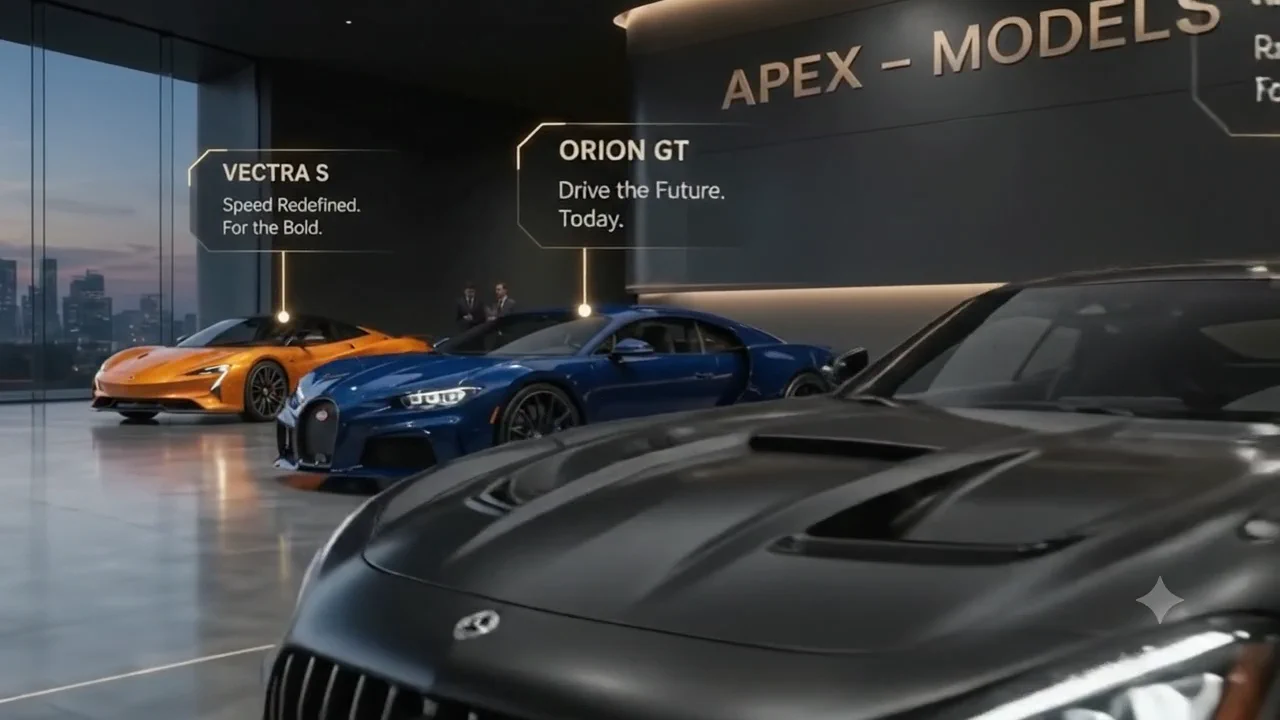 APEX – MODELS
VECTRA S
Speed Redefined.
For the Bold.
ORION GT
Drive the Future.
Today.